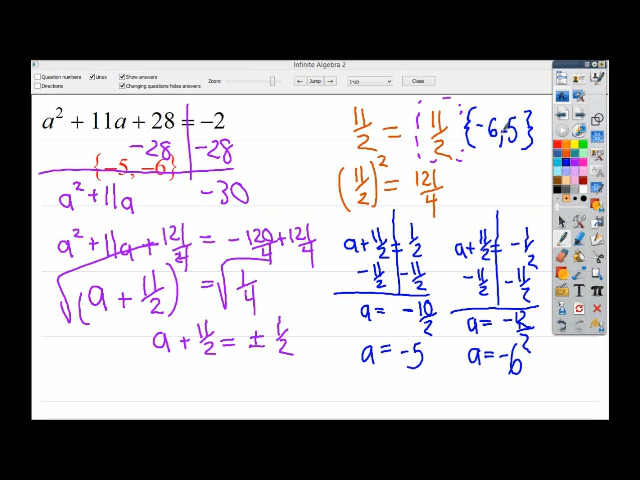 Infinite Algebra 2
Question numbers Lines Show answers Zoom: Jump 1-up Close
Directions Changing questions hides answers
a² + 11a + 28 = −2
-28 -28
{−5, −6}
a² + 11a -30
a² + 11a + 121/4 = -120/4 + 121/4
√(a + 11/2)² = √1/4
a + 11/2 = ± 1/2
11/2 = 11/2 {-6,5}
(11/2)² = 121/4
a + 11/2 = 1/2
-11/2 -11/2
a = -10/2
a = -5
a + 11/2 = -1/2
-11/2 -11/2
a = -12/2
a = -6